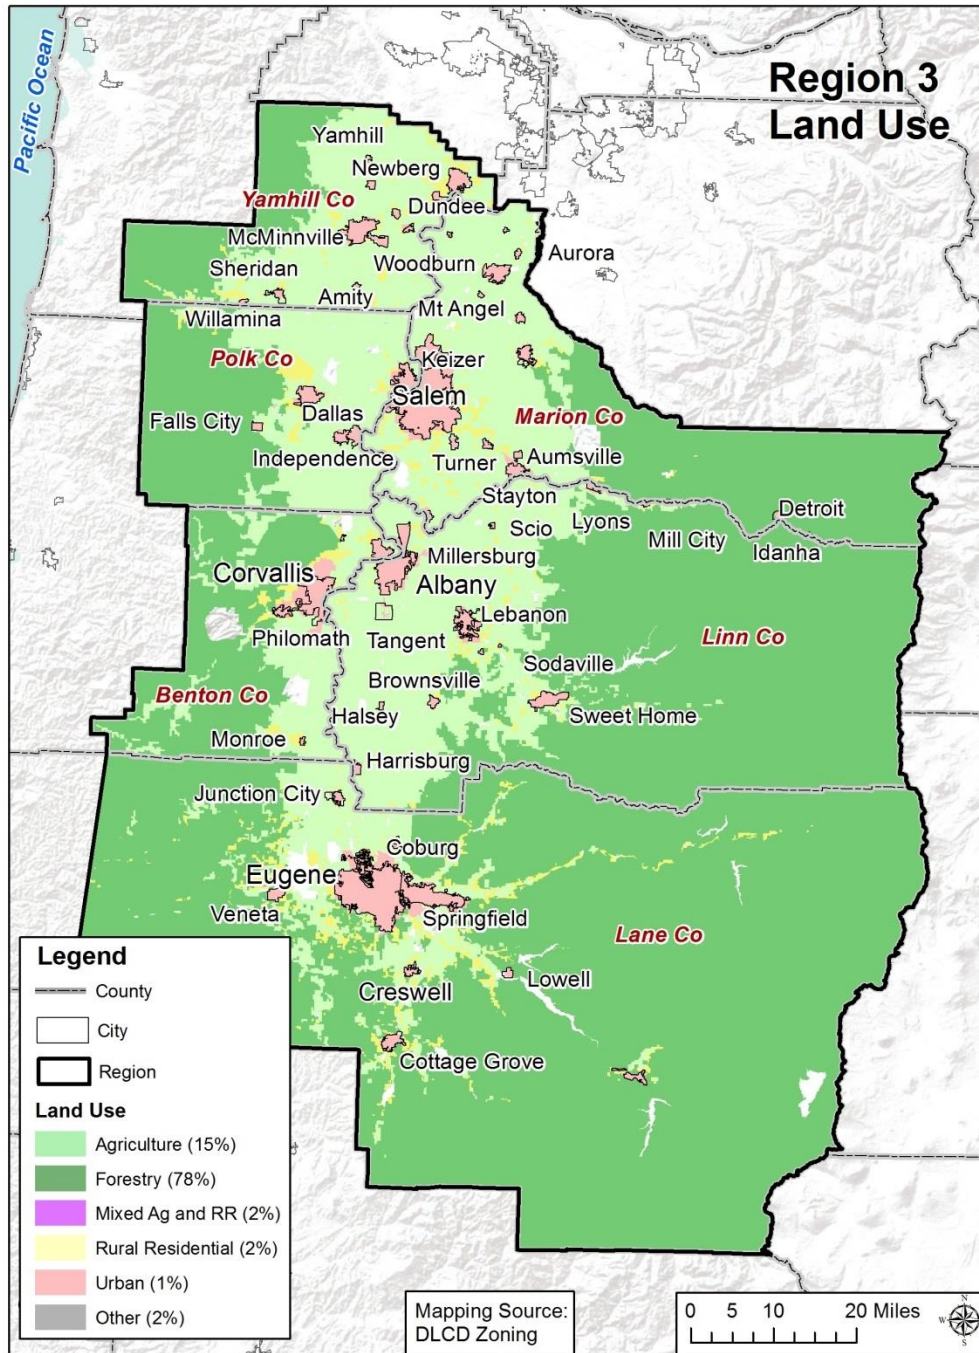 Pacific Ocean
Region 3
Land Use
Yamhill
Newberg
Yamhill Co
Dundee
McMinnville
Aurora
Woodburn
Sheridan
Amity
Mt Angel
Willamina
Polk Co
Keizer
Salem
Dallas
Falls City
Marion Co
Independence
Turner
Aumsville
Stayton
Lyons
Detroit
Scio
Mill City
Idanha
Millersburg
Corvallis
Albany
Lebanon
Philomath
Tangent
Linn Co
Sodaville
Brownsville
Benton Co
Halsey
Sweet Home
Monroe
Harrisburg
Junction City
Coburg
Eugene
Veneta
Springfield
Lane Co
Lowell
Creswell
Cottage Grove
Legend
County
City
Region
Land Use
Agriculture (15%)
Forestry (78%)
Mixed Ag and RR (2%)
Rural Residential (2%)
Urban (1%)
Other (2%)
Mapping Source:
DLCD Zoning
0 5 10 20 Miles
N
W E
S